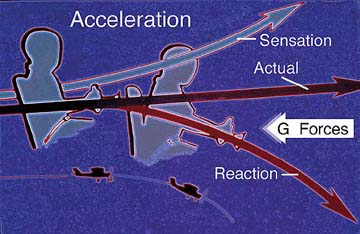 Acceleration
Sensation
Actual
G Forces
Reaction